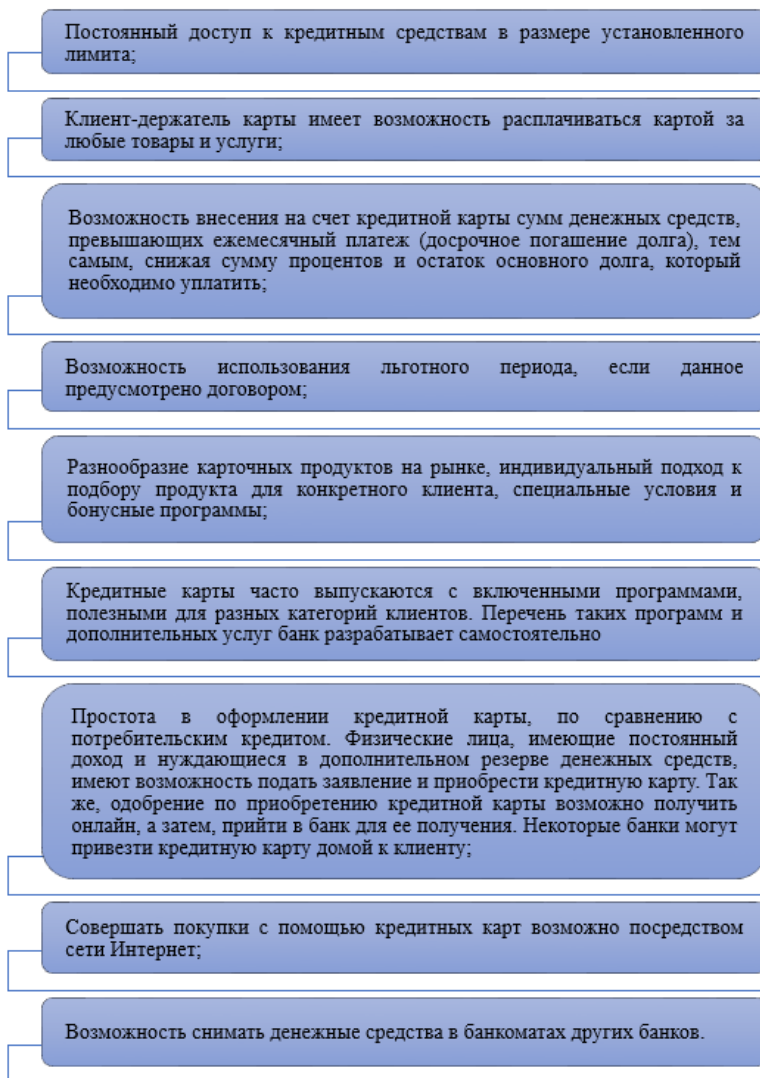 Постоянный доступ к кредитным средствам в размере установленного
лимита;
Клиент-держатель карты имеет возможность расплачиваться картой за
любые товары и услуги;
Возможность внесения на счет кредитной карты сумм денежных средств,
превышающих ежемесячный платеж (досрочное погашение долга), тем
самым, снижая сумму процентов и остаток основного долга, который
необходимо уплатить;
Возможность использования льготного периода, если данное
предусмотрено договором;
Разнообразие карточных продуктов на рынке, индивидуальный подход к
подбору продукта для конкретного клиента, специальные условия и
бонусные программы;
Кредитные карты часто выпускаются с включенными программами,
полезными для разных категорий клиентов. Перечень таких программ и
дополнительных услуг банк разрабатывает самостоятельно
Простота в оформлении кредитной карты, по сравнению с
потребительским кредитом. Физические лица, имеющие постоянный
доход и нуждающиеся в дополнительном резерве денежных средств,
имеют возможность подать заявление и приобрести кредитную карту. Так
же, одобрение по приобретению кредитной карты возможно получить
онлайн, а затем, прийти в банк для ее получения. Некоторые банки могут
привезти кредитную карту домой к клиенту;
Совершать покупки с помощью кредитных карт возможно посредством
сети Интернет;
Возможность снимать денежные средства в банкоматах других банков.